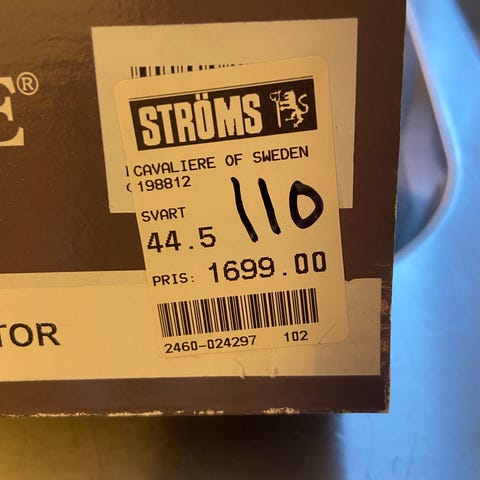 E®
STRÖMS
CAVALIERE OF SWEDEN
198812
SVART
110
44.5
PRIS: 1699.00
2460-024297 102
TOR